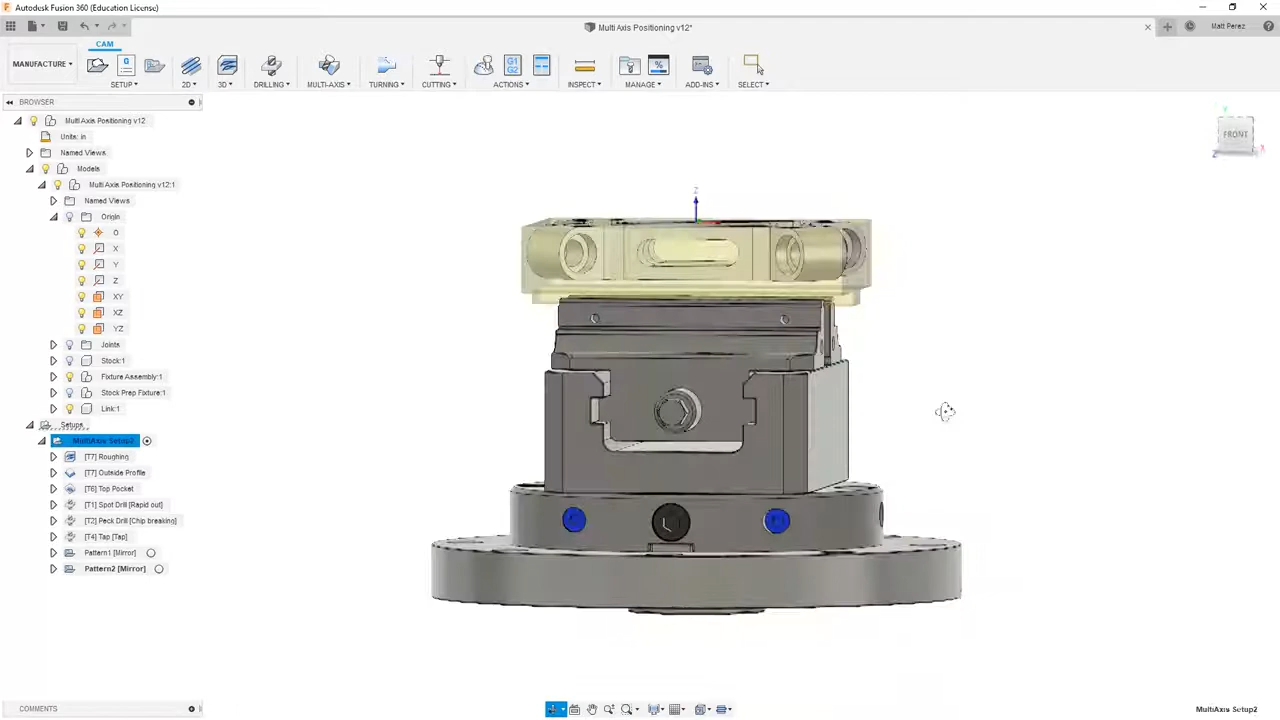 Autodesk Fusion 360 (Education License)
Multi Axis Positioning v12*
Matt Perez
CAM
MANUFACTURE
SETUP
2D
3D
DRILLING
MULTI-AXIS
TURNING
CUTTING
G1
G2
ACTIONS
INSPECT
MANAGE
ADD-INS
SELECT
BROWSER
Multi Axis Positioning v12
Units: in
Named Views
Models
Multi Axis Positioning v12:1
Named Views
Origin
O
X
Y
Z
XY
XZ
YZ
Joints
Stock:1
Fixture Assembly:1
Stock Prep Fixture:1
Link:1
Setups
MultiAxis Setup2
[T7] Roughing
[T7] Outside Profile
[T6] Top Pocket
[T1] Spot Drill [Rapid out]
[T2] Peck Drill [Chip breaking]
[T4] Tap [Tap]
Pattern1 [Mirror]
Pattern2 [Mirror]
Z
FRONT
Y
X
Z
COMMENTS
MultiAxis Setup2